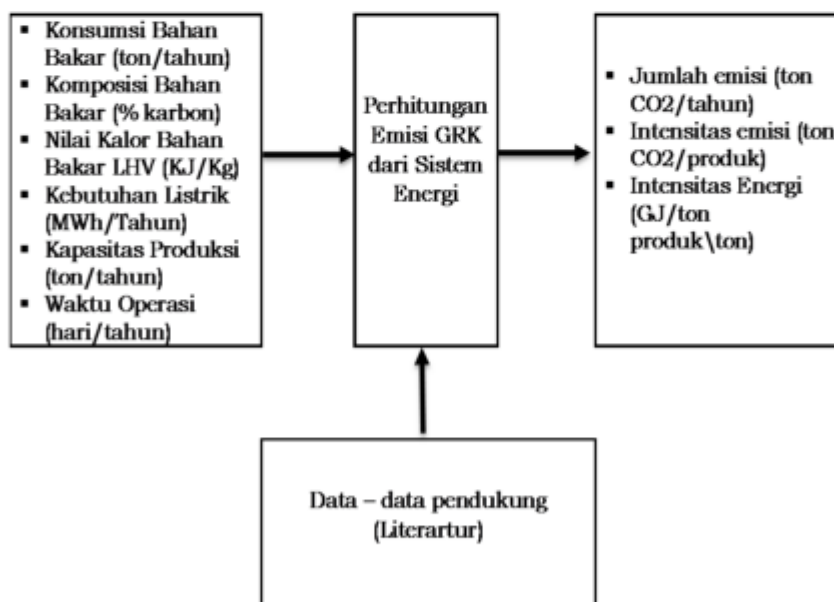 ▪ Konsumsi Bahan
Bakar (ton/tahun)
▪ Komposisi Bahan
Bakar (% karbon)
▪ Nilai Kalor Bahan
Bakar LHV (KJ/Kg)
▪ Kebutuhan Listrik
(MWh/Tahun)
▪ Kapasitas Produksi
(ton/tahun)
▪ Waktu Operasi
(hari/tahun)
Perhitungan
Emisi GRK
dari Sistem
Energi
▪ Jumlah emisi (ton
CO2/tahun)
▪ Intensitas emisi (ton
CO2/produk)
▪ Intensitas Energi
(GJ/ton
produk\ton)
Data – data pendukung
(Literartur)